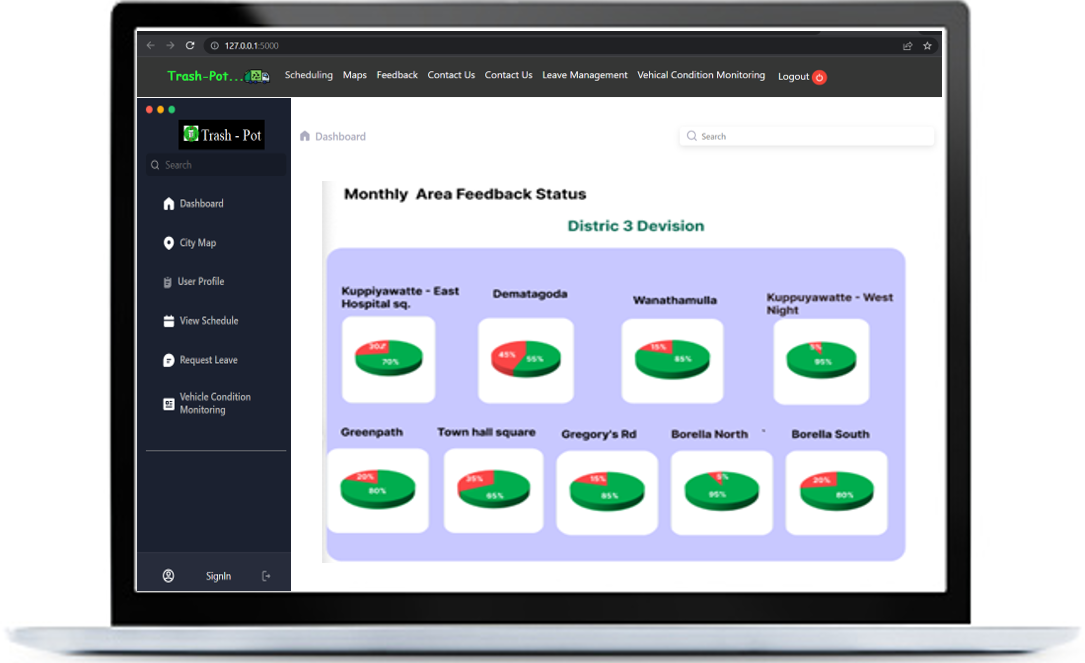 127.0.0.1:5000
Trash-Pot...
Scheduling Maps Feedback Contact Us Contact Us Leave Management Vehical Condition Monitoring Logout
Trash - Pot
Search
Dashboard
City Map
User Profile
View Schedule
Request Leave
Vehicle Condition
Monitoring
SignIn
Dashboard
Search
Monthly Area Feedback Status
Distric 3 Devision
Kuppiyawatte - East
Hospital sq.
Dematagoda
Wanathamulla
Kuppuyawatte - West
Night
70%
45% 55%
15% 85%
5% 95%
Greenpath
Town hall square
Gregory's Rd
Borella North
Borella South
20% 80%
35% 65%
15% 85%
5% 95%
20% 80%